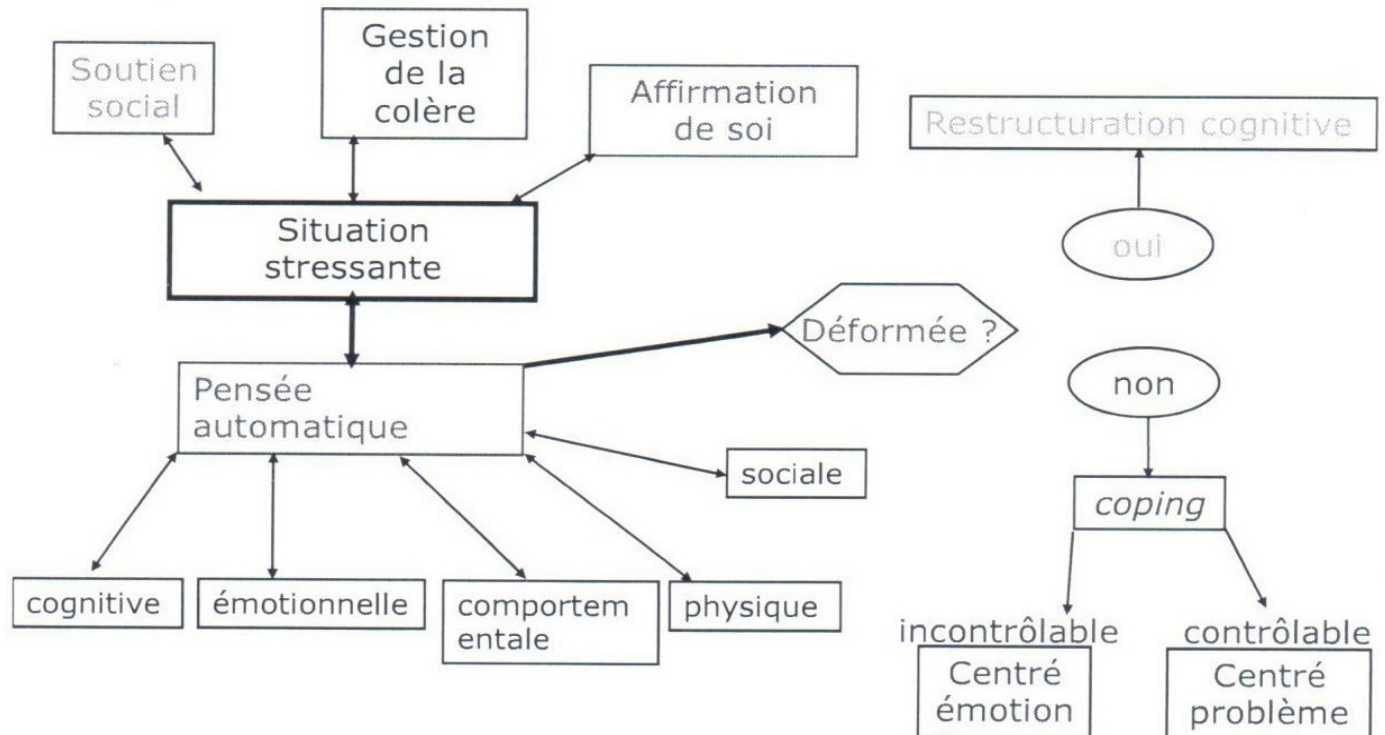 Soutien
social
Gestion
de la
colère
Affirmation
de soi
Restructuration cognitive
Situation
stressante
oui
Déformée ?
Pensée
automatique
non
sociale
coping
cognitive
émotionnelle
comportem
entale
physique
incontrôlable
contrôlable
Centré
émotion
Centré
problème